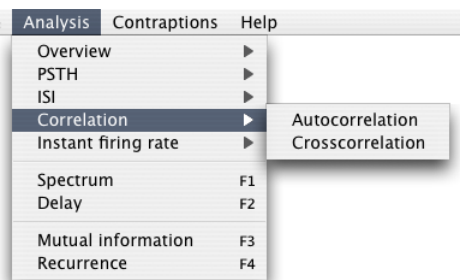 Analysis Contraptions Help
Overview
PSTH
ISI
Correlation
Autocorrelation
Instant firing rate
Crosscorrelation
Spectrum F1
Delay F2
Mutual information F3
Recurrence F4